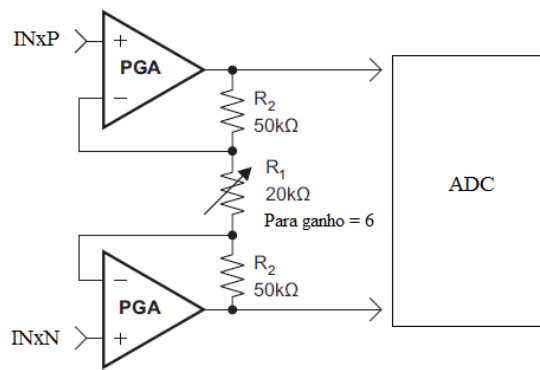 INxP
+
PGA
−
R2
50kΩ
R1
20kΩ
Para ganho = 6
ADC
−
R2
50kΩ
PGA
INxN
+